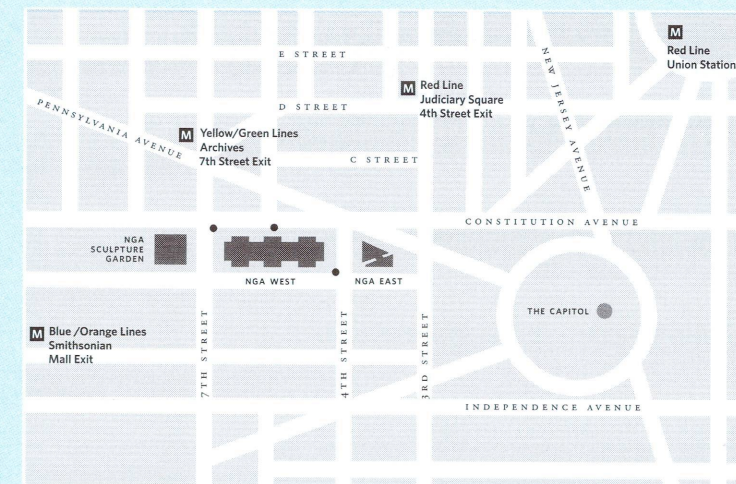 E STREET
M
Red Line
Union Station
NEW JERSEY AVENUE
M
Red Line
Judiciary Square
4th Street Exit
D STREET
PENNSYLVANIA AVENUE
M
Yellow/Green Lines
Archives
7th Street Exit
C STREET
CONSTITUTION AVENUE
NGA
SCULPTURE
GARDEN
NGA WEST
NGA EAST
THE CAPITOL
M
Blue /Orange Lines
Smithsonian
Mall Exit
7TH STREET
4TH STREET
3RD STREET
INDEPENDENCE AVENUE